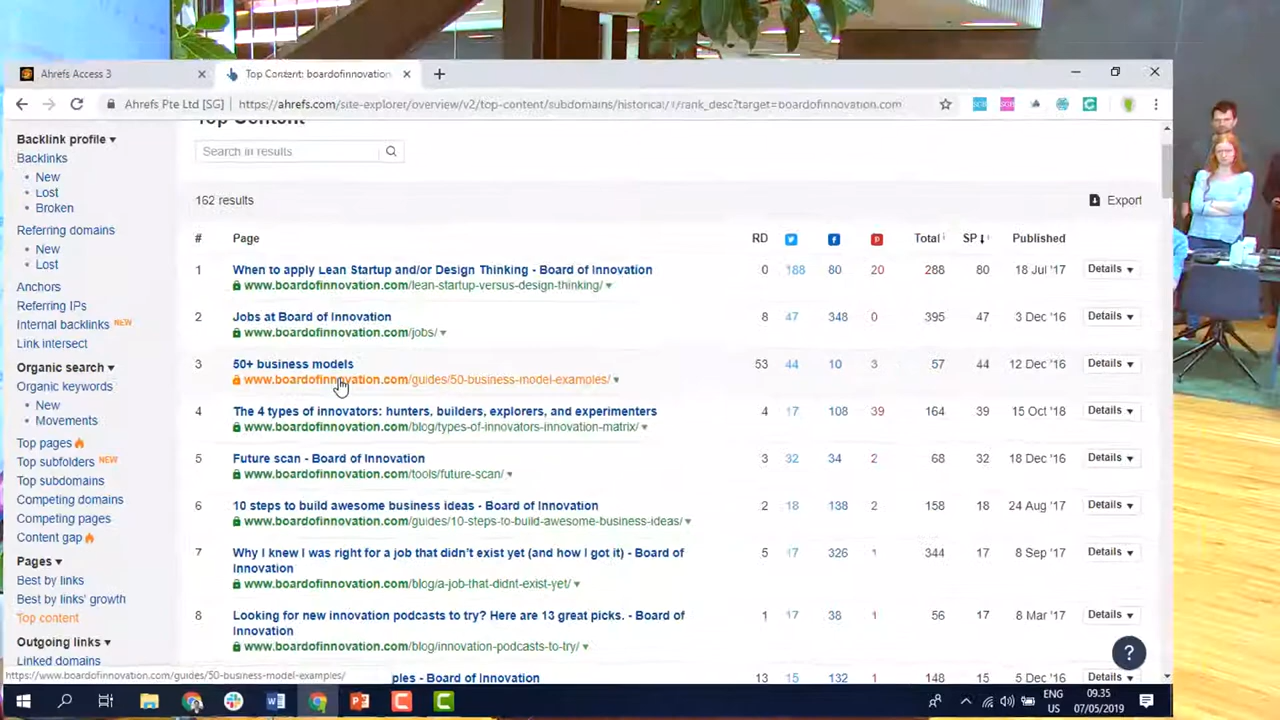 Ahrefs Access 3
Top Content: boardofinnovation
Ahrefs Pte Ltd [SG]
https://ahrefs.com/site-explorer/overview/v2/top-content/subdomains/historical/1/rank_desc?target=boardofinnovation.com
Top Content
Backlink profile
Backlinks
New
Lost
Broken
Referring domains
New
Lost
Anchors
Referring IPs
Internal backlinks NEW
Link intersect
Organic search
Organic keywords
New
Movements
Top pages
Top subfolders NEW
Top subdomains
Competing domains
Competing pages
Content gap
Pages
Best by links
Best by links' growth
Top content
Outgoing links
Linked domains
Search in results
162 results
Export
# Page RD Total SP Published
1 When to apply Lean Startup and/or Design Thinking - Board of Innovation 0 188 80 20 288 80 18 Jul '17 Details
www.boardofinnovation.com/lean-startup-versus-design-thinking/
2 Jobs at Board of Innovation 8 47 348 0 395 47 3 Dec '16 Details
www.boardofinnovation.com/jobs/
3 50+ business models 53 44 10 3 57 44 12 Dec '16 Details
www.boardofinnovation.com/guides/50-business-model-examples/
4 The 4 types of innovators: hunters, builders, explorers, and experimenters 4 17 108 39 164 39 15 Oct '18 Details
www.boardofinnovation.com/blog/types-of-innovators-innovation-matrix/
5 Future scan - Board of Innovation 3 32 34 2 68 32 18 Dec '16 Details
www.boardofinnovation.com/tools/future-scan/
6 10 steps to build awesome business ideas - Board of Innovation 2 18 138 2 158 18 24 Aug '17 Details
www.boardofinnovation.com/guides/10-steps-to-build-awesome-business-ideas/
7 Why I knew I was right for a job that didn't exist yet (and how I got it) - Board of 5 17 326 1 344 17 8 Sep '17 Details
Innovation
www.boardofinnovation.com/blog/a-job-that-didnt-exist-yet/
8 Looking for new innovation podcasts to try? Here are 13 great picks. - Board of 1 17 38 1 56 17 8 Mar '17 Details
Innovation
www.boardofinnovation.com/blog/innovation-podcasts-to-try/
ples - Board of Innovation 13 15 132 1 148 15 5 Dec '16 Details
https://www.boardofinnovation.com/guides/50-business-model-examples/
?
ENG
US
09.35
07/05/2019